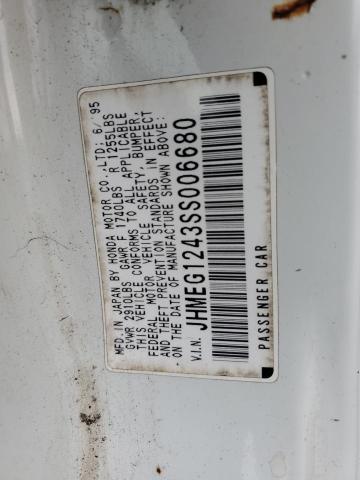 MFD.IN JAPAN BY HONDA MOTOR CO.,LTD; 6/95
GVWR 2910LBS GAWR F 1740LBS R 1255LBS
THIS VEHICLE CONFORMS TO ALL APPLICABLE
FEDERAL MOTOR VEHICLE SAFETY, BUMPER,
AND THEFT PREVENTION STANDARDS IN EFFECT
ON THE DATE OF MANUFACTURE SHOWN ABOVE:
V.I.N. JHMEG1243SS006680
PASSENGER CAR